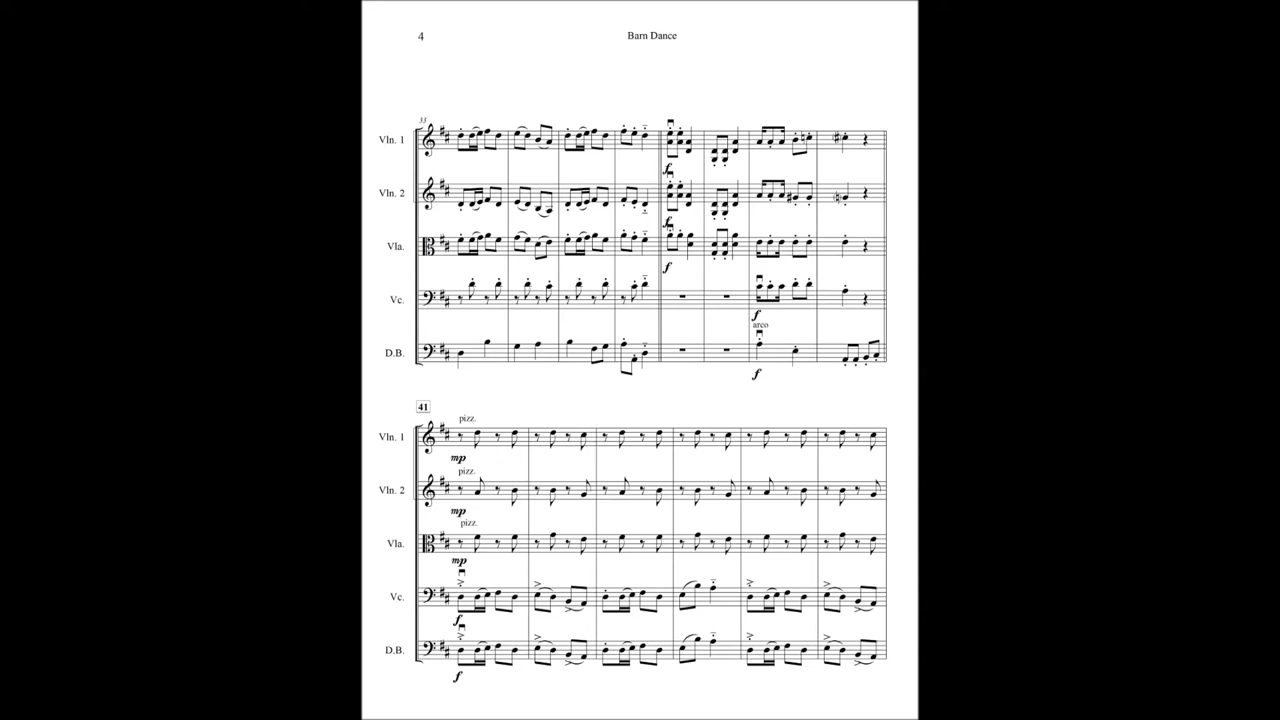 4
Barn Dance
33
Vln. 1
f
Vln. 2
f
Vla.
f
Vc.
f
arco
D.B.
f
41
pizz.
Vln. 1
mp
pizz.
Vln. 2
mp
pizz.
Vla.
mp
Vc.
f
D.B.
f